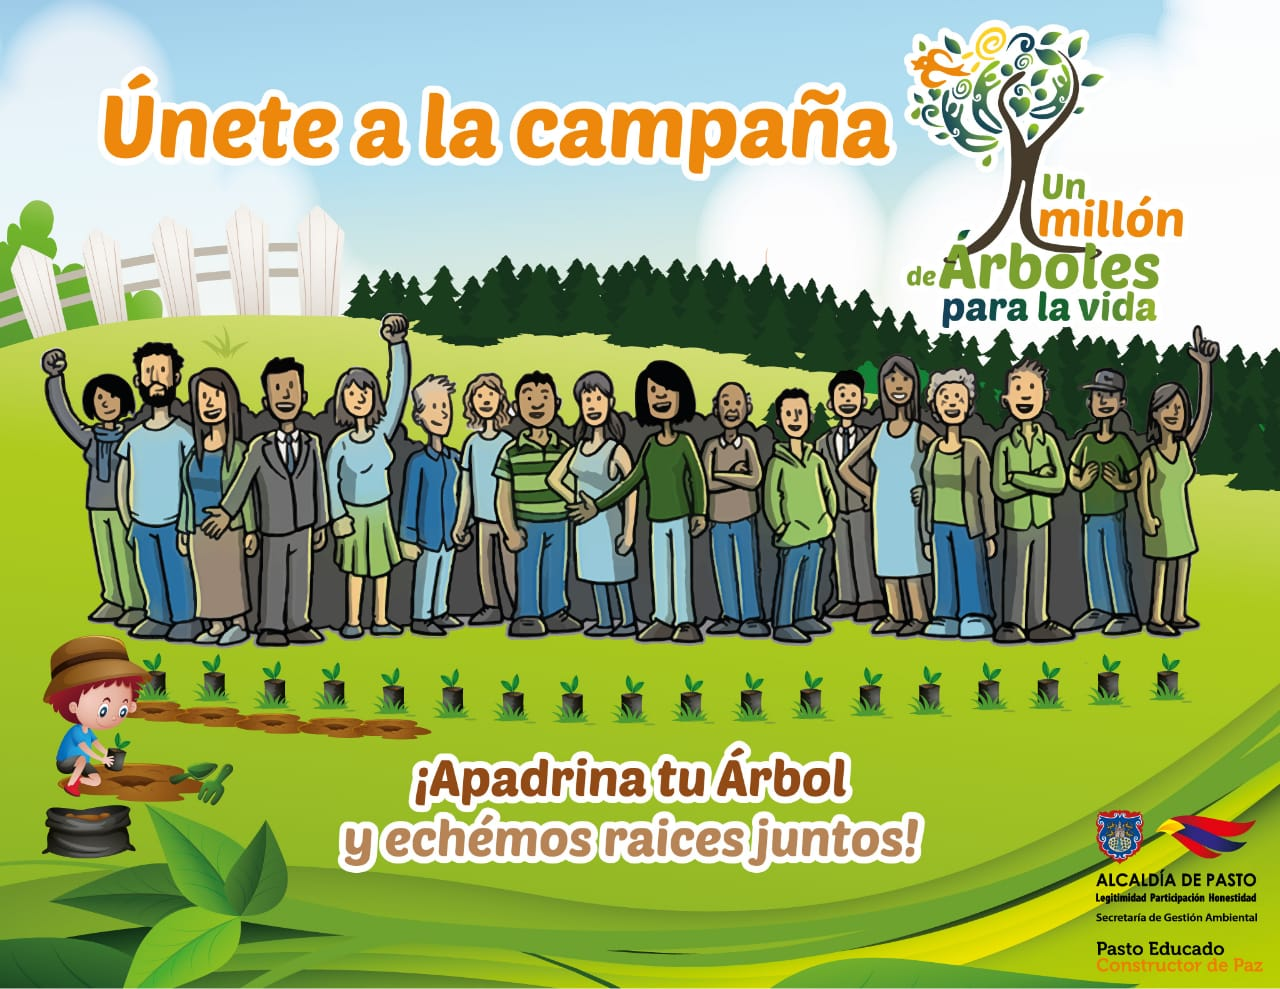 Únete a la campaña
Un
millón
de Árboles
para la vida
¡Apadrina tu Árbol
y echémos raices juntos!
ALCALDÍA DE PASTO
Legitimidad Participación Honestidad
Secretaría de Gestión Ambiental
Pasto Educado
Constructor de Paz